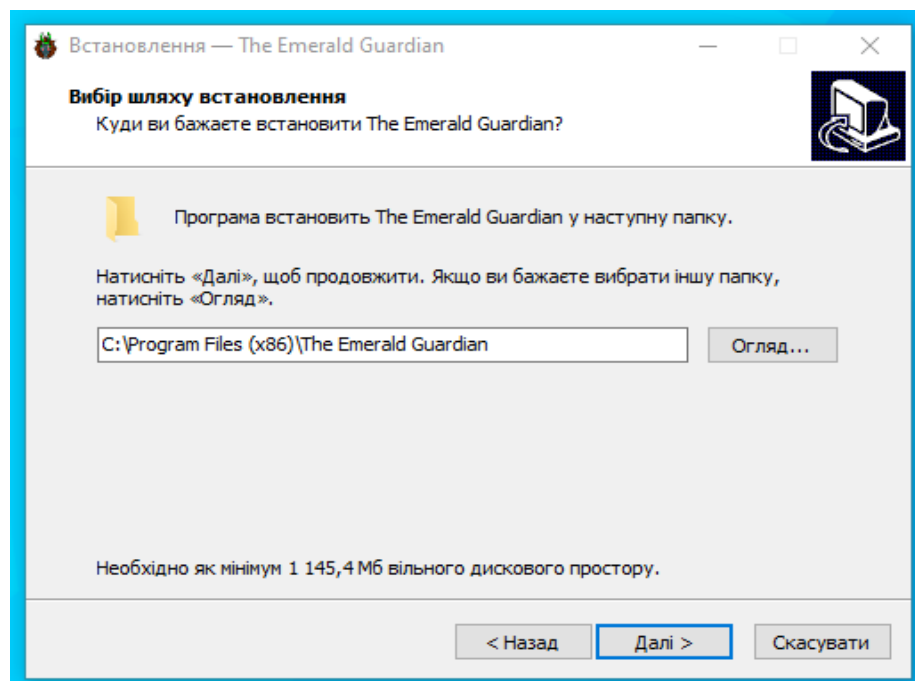 Встановлення — The Emerald Guardian
Вибір шляху встановлення
Куди ви бажаєте встановити The Emerald Guardian?
Програма встановить The Emerald Guardian у наступну папку.
Натисніть «Далі», щоб продовжити. Якщо ви бажаєте вибрати іншу папку,
натисніть «Огляд».
C:\Program Files (x86)\The Emerald Guardian
Огляд...
Необхідно як мінімум 1 145,4 Мб вільного дискового простору.
< Назад
Далі >
Скасувати